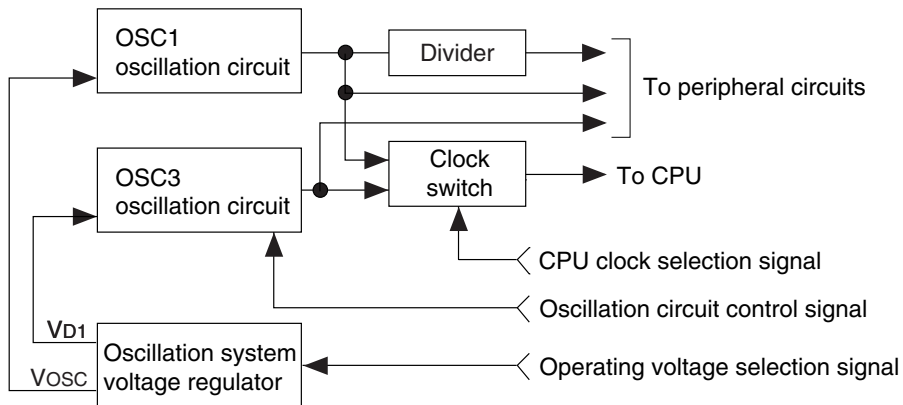 OSC1
oscillation circuit
Divider
To peripheral circuits
OSC3
oscillation circuit
Clock
switch
To CPU
CPU clock selection signal
Oscillation circuit control signal
VD1
Oscillation system
voltage regulator
Operating voltage selection signal
VOSC